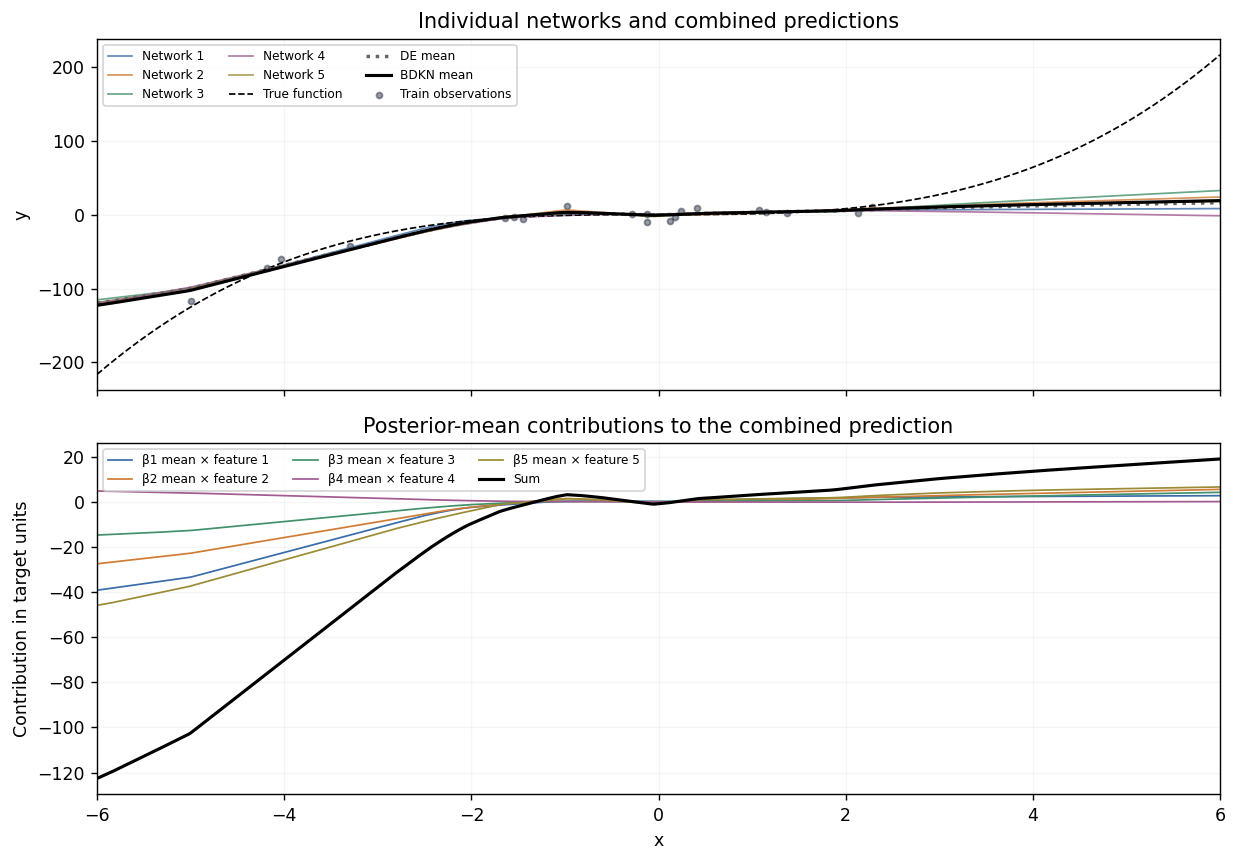 Individual networks and combined predictions
Network 1 Network 4 DE mean
Network 2 Network 5 BDKN mean
Network 3 True function Train observations
200
100
0
−100
−200
y
Posterior-mean contributions to the combined prediction
β1 mean × feature 1 β3 mean × feature 3 β5 mean × feature 5
β2 mean × feature 2 β4 mean × feature 4 Sum
20
0
−20
−40
−60
−80
−100
−120
Contribution in target units
−6 −4 −2 0 2 4 6
x